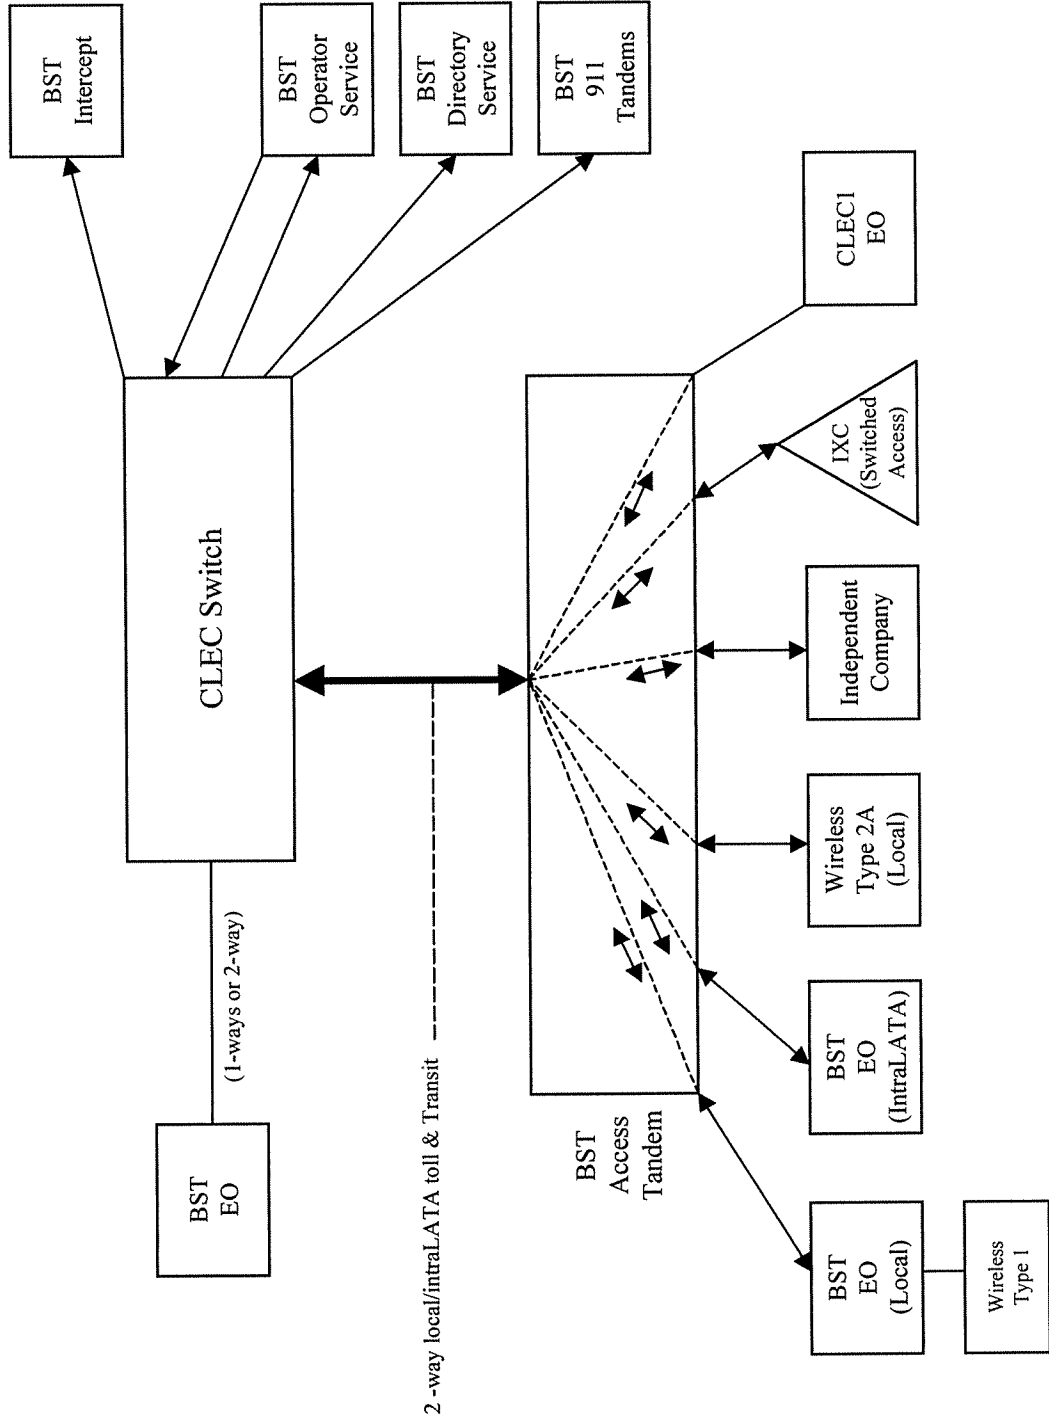 BST
Intercept
BST
Operator
Service
BST
Directory
Service
BST
911
Tandems
CLEC Switch
(1-ways or 2-way)
BST
EO
2 -way local/intraLATA toll & Transit
BST
Access
Tandem
CLEC1
EO
IXC
(Switched
Access)
Independent
Company
Wireless
Type 2A
(Local)
BST
EO
(IntraLATA)
BST
EO
(Local)
Wireless
Type 1